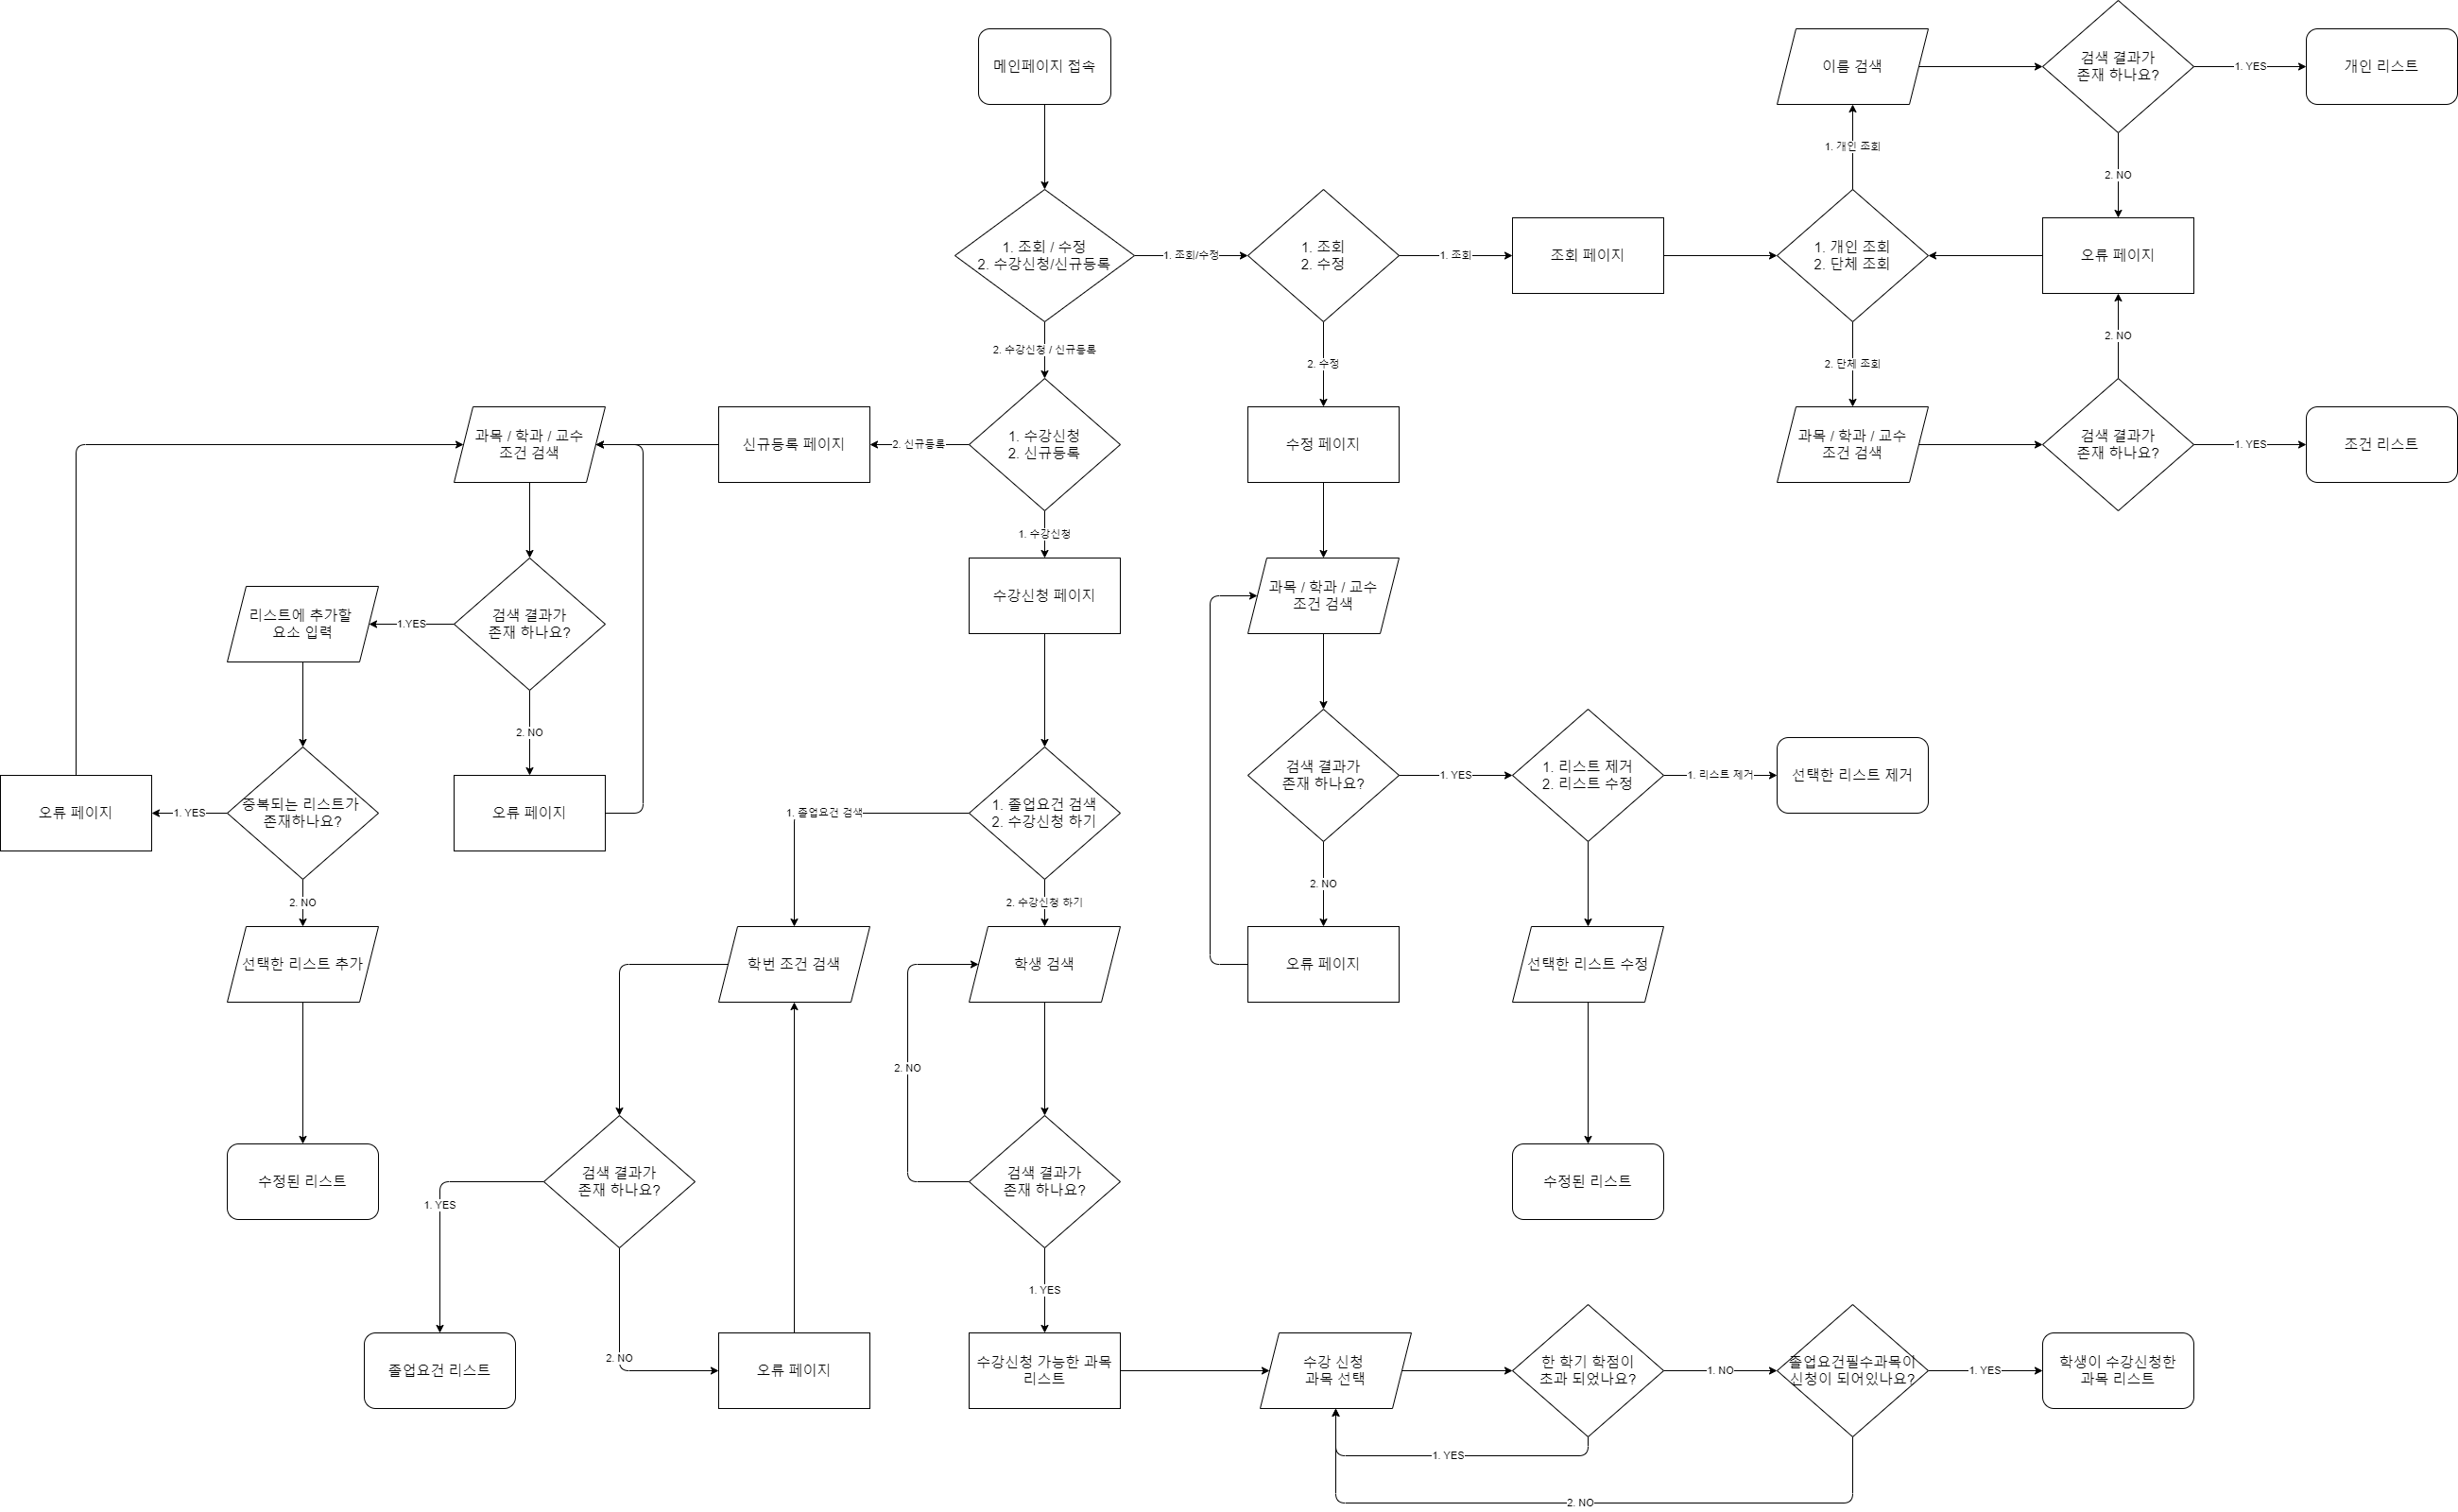 메인페이지 접속
이름 검색
검색 결과가
존재 하나요?
1. YES
개인 리스트
1. 개인 조회
2. NO
1. 조회 / 수정
2. 수강신청/신규등록
1. 조회/수정
1. 조회
2. 수정
1. 조회
조회 페이지
1. 개인 조회
2. 단체 조회
오류 페이지
2. 수강신청 / 신규등록
2. 수정
2. 단체 조회
2. NO
과목 / 학과 / 교수
조건 검색
신규등록 페이지
2. 신규등록
1. 수강신청
2. 신규등록
수정 페이지
과목 / 학과 / 교수
조건 검색
검색 결과가
존재 하나요?
1. YES
조건 리스트
1. 수강신청
리스트에 추가할
요소 입력
1.YES
검색 결과가
존재 하나요?
수강신청 페이지
과목 / 학과 / 교수
조건 검색
2. NO
오류 페이지
1. YES
중복되는 리스트가
존재하나요?
오류 페이지
1. 졸업요건 검색
1. 졸업요건 검색
2. 수강신청 하기
검색 결과가
존재 하나요?
1. YES
1. 리스트 제거
2. 리스트 수정
1. 리스트 제거
선택한 리스트 제거
2. NO
2. 수강신청 하기
2. NO
선택한 리스트 추가
학번 조건 검색
학생 검색
오류 페이지
선택한 리스트 수정
2. NO
수정된 리스트
1. YES
검색 결과가
존재 하나요?
검색 결과가
존재 하나요?
수정된 리스트
1. YES
졸업요건 리스트
2. NO
오류 페이지
수강신청 가능한 과목
리스트
수강 신청
과목 선택
한 학기 학점이
초과 되었나요?
1. NO
졸업요건필수과목이
신청이 되어있나요?
1. YES
학생이 수강신청한
과목 리스트
1. YES
2. NO